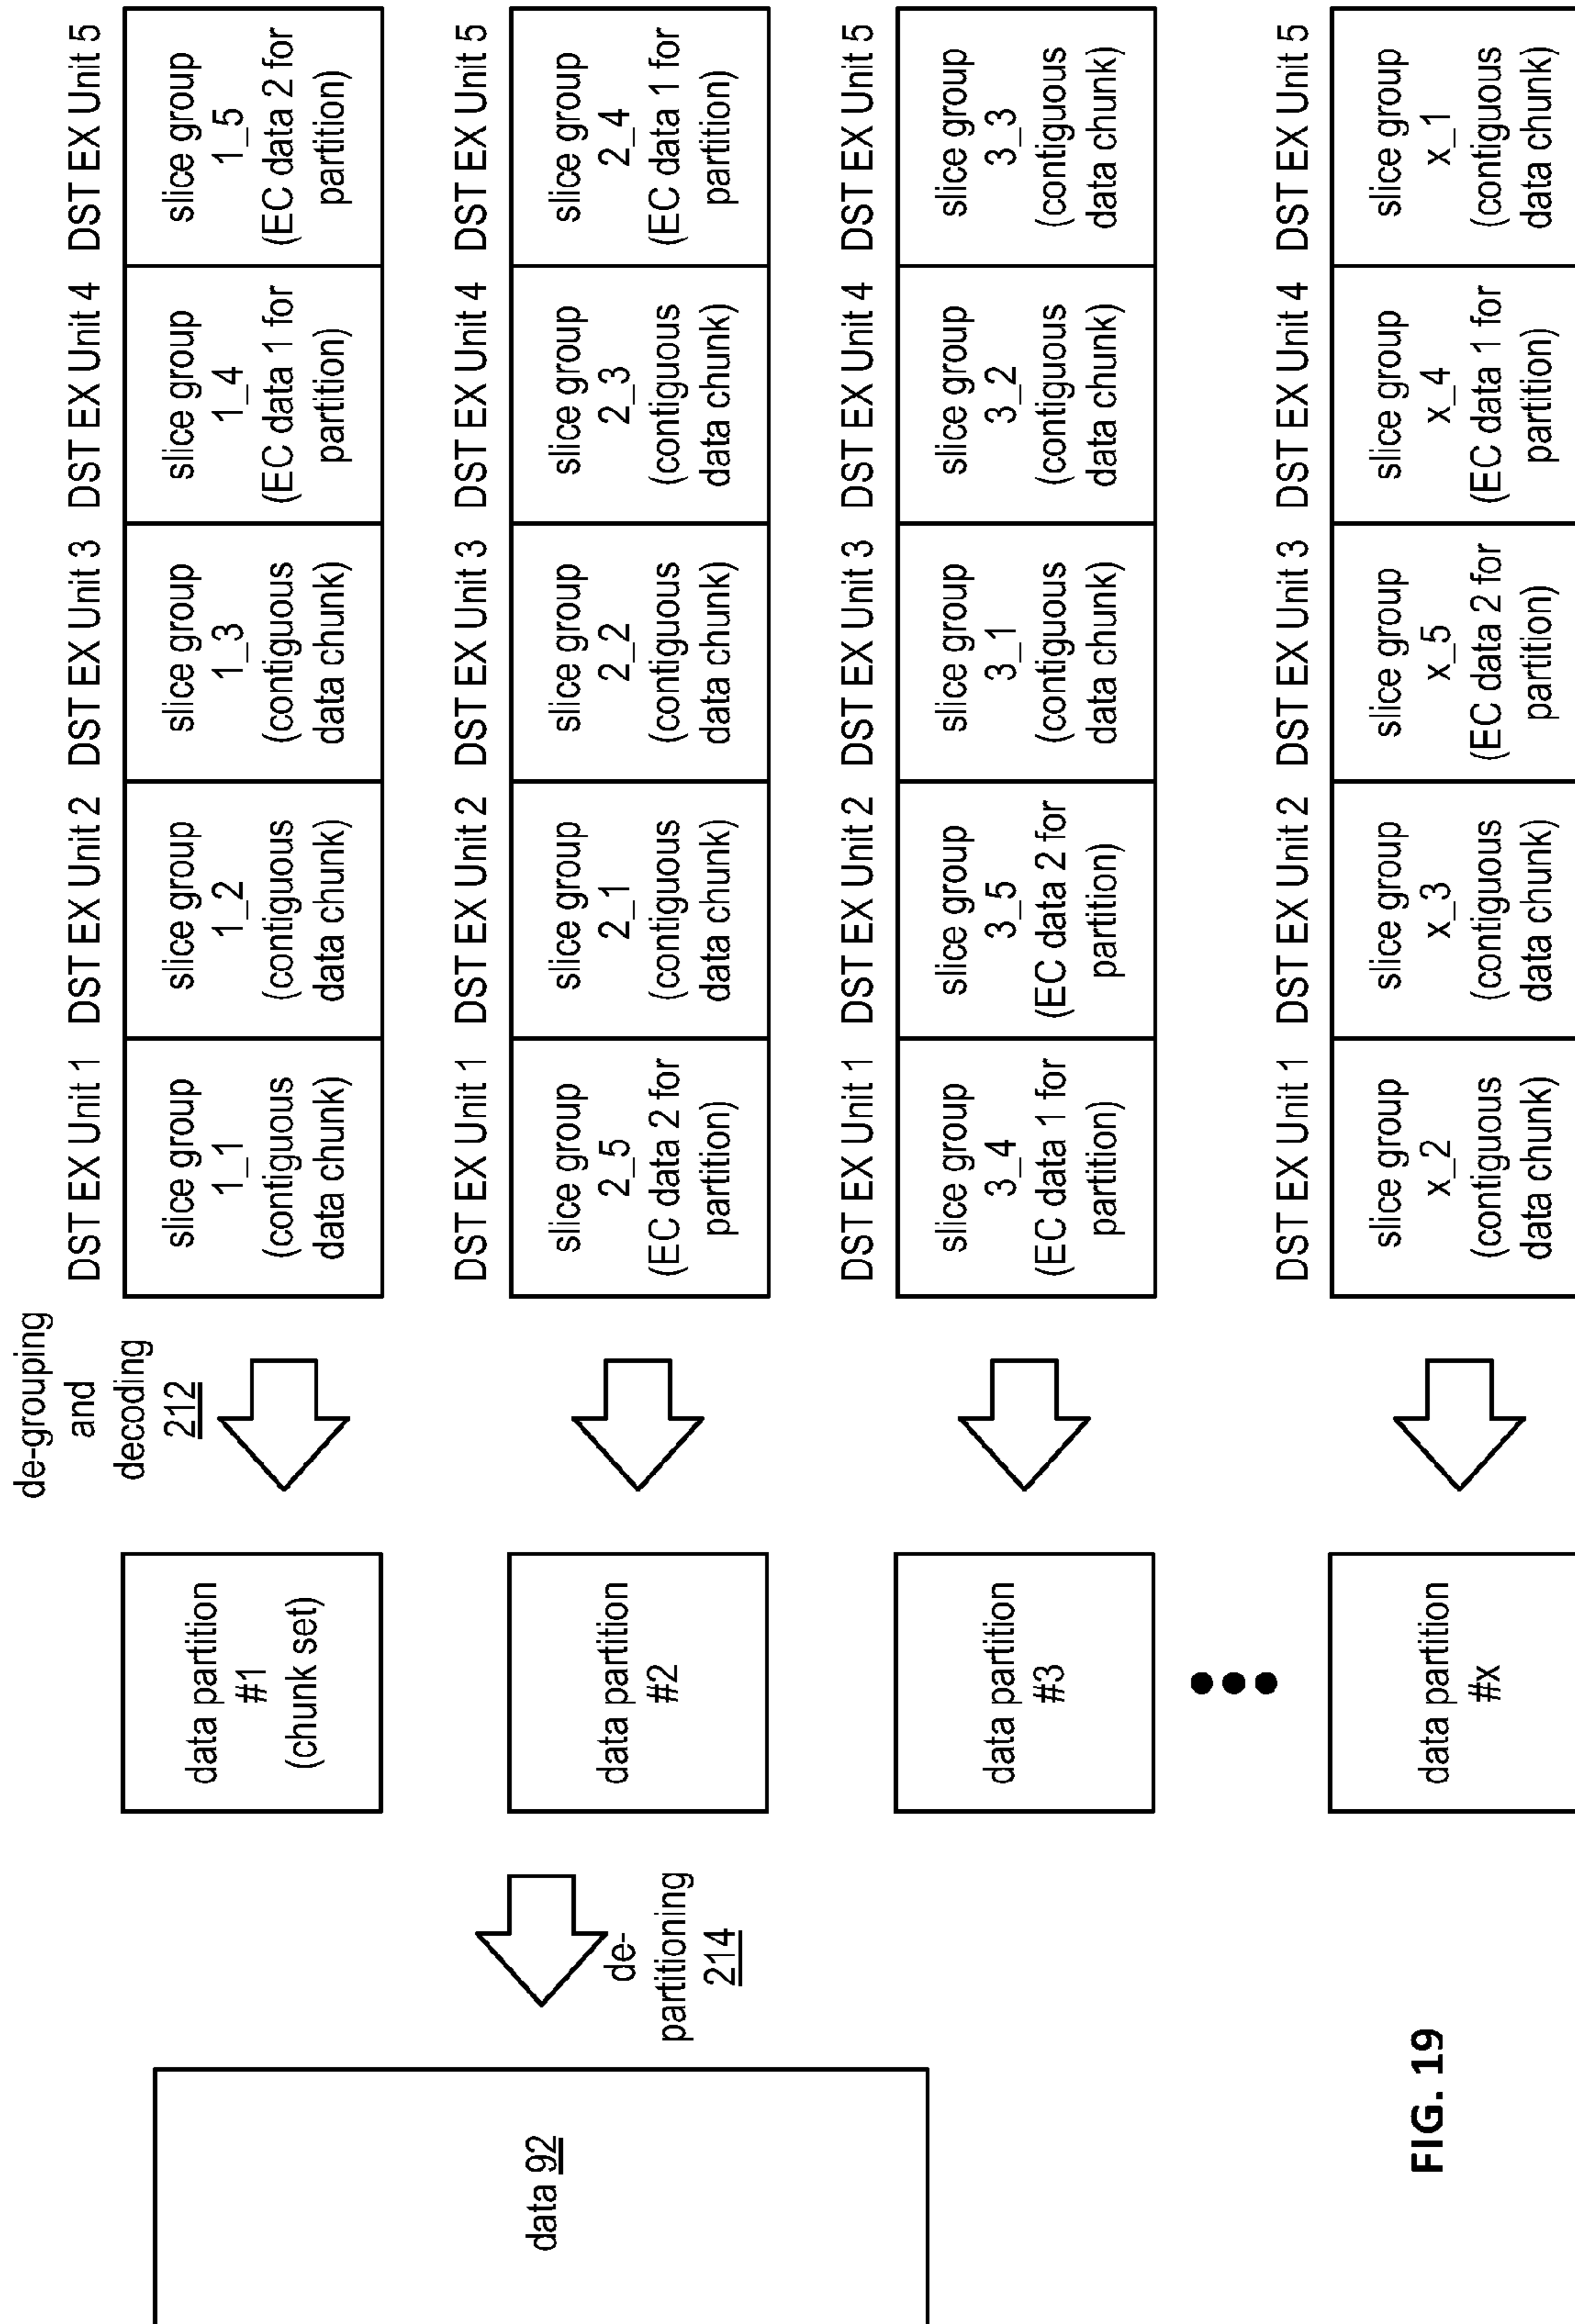 data 92
de-
partitioning
214
data partition
#1
(chunk set)
data partition
#2
data partition
#3
data partition
#x
de-grouping
and
decoding
212
DST EX Unit 1
DST EX Unit 2
DST EX Unit 3
DST EX Unit 4
DST EX Unit 5
slice group
1_1
(contiguous
data chunk)
slice group
1_2
(contiguous
data chunk)
slice group
1_3
(contiguous
data chunk)
slice group
1_4
(EC data 1 for
partition)
slice group
1_5
(EC data 2 for
partition)
DST EX Unit 1
DST EX Unit 2
DST EX Unit 3
DST EX Unit 4
DST EX Unit 5
slice group
2_5
(EC data 2 for
partition)
slice group
2_1
(contiguous
data chunk)
slice group
2_2
(contiguous
data chunk)
slice group
2_3
(contiguous
data chunk)
slice group
2_4
(EC data 1 for
partition)
DST EX Unit 1
DST EX Unit 2
DST EX Unit 3
DST EX Unit 4
DST EX Unit 5
slice group
3_4
(EC data 1 for
partition)
slice group
3_5
(EC data 2 for
partition)
slice group
3_1
(contiguous
data chunk)
slice group
3_2
(contiguous
data chunk)
slice group
3_3
(contiguous
data chunk)
DST EX Unit 1
DST EX Unit 2
DST EX Unit 3
DST EX Unit 4
DST EX Unit 5
slice group
x_2
(contiguous
data chunk)
slice group
x_3
(contiguous
data chunk)
slice group
x_5
(EC data 2 for
partition)
slice group
x_4
(EC data 1 for
partition)
slice group
x_1
(contiguous
data chunk)
FIG. 19